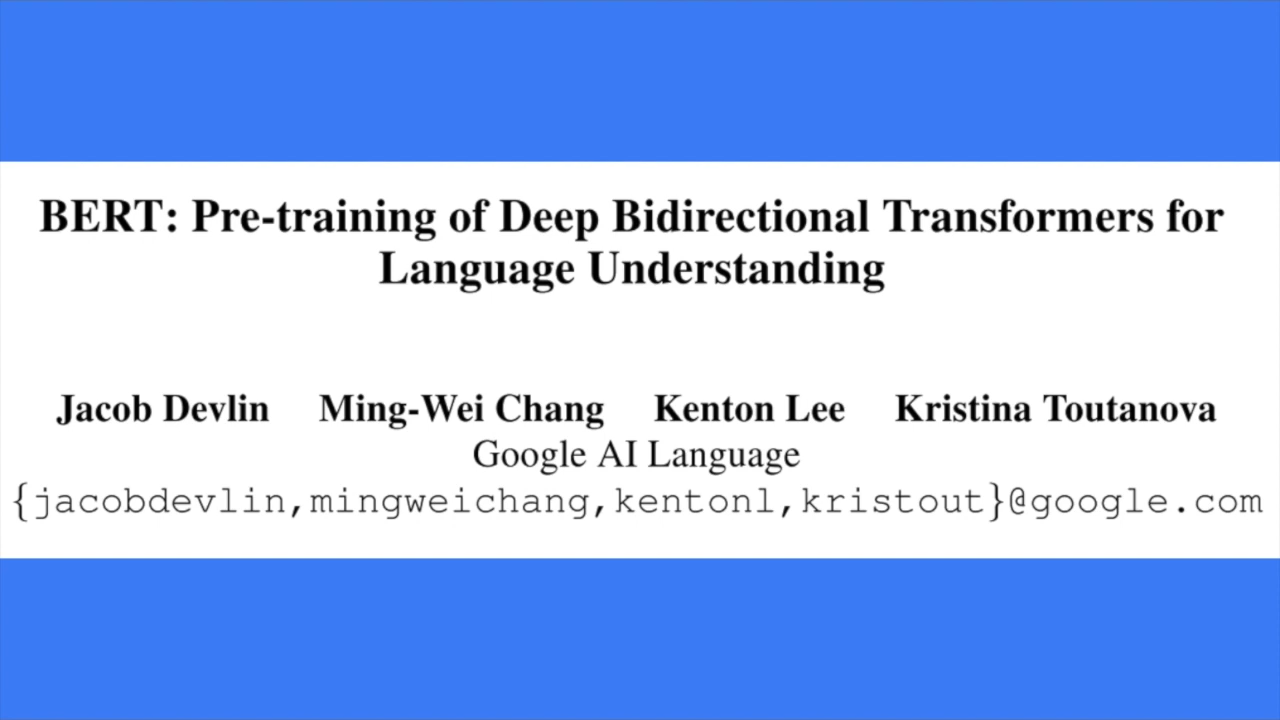 BERT: Pre-training of Deep Bidirectional Transformers for
Language Understanding
Jacob Devlin Ming-Wei Chang Kenton Lee Kristina Toutanova
Google AI Language
{jacobdevlin,mingweichang,kentonl,kristout}@google.com